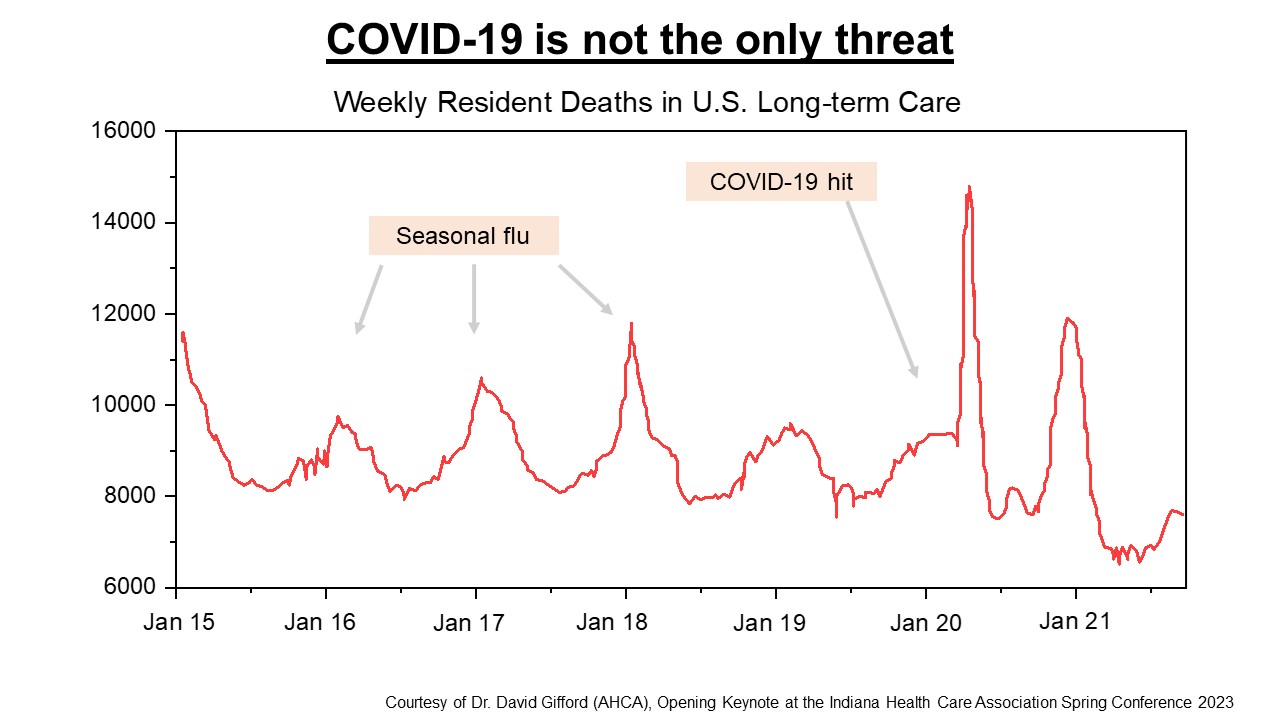 COVID-19 is not the only threat
Weekly Resident Deaths in U.S. Long-term Care
16000
14000
12000
10000
8000
6000
COVID-19 hit
Seasonal flu
Jan 15
Jan 16
Jan 17
Jan 18
Jan 19
Jan 20
Jan 21
Courtesy of Dr. David Gifford (AHCA), Opening Keynote at the Indiana Health Care Association Spring Conference 2023